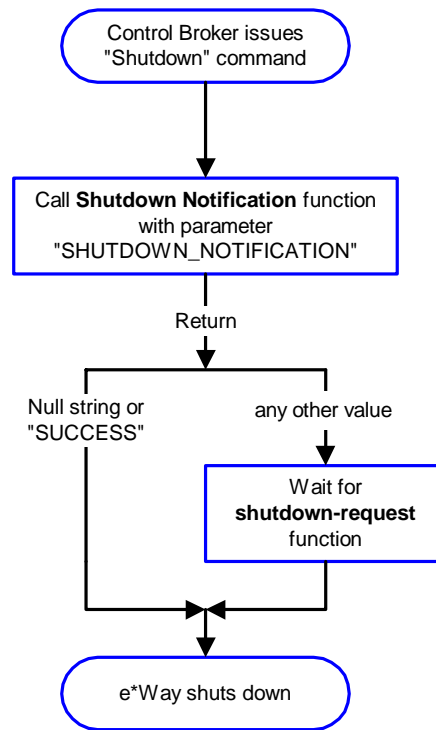 Control Broker issues
"Shutdown" command
Call Shutdown Notification function
with parameter
"SHUTDOWN_NOTIFICATION"
Return
Null string or
"SUCCESS"
any other value
Wait for
shutdown-request
function
e*Way shuts down